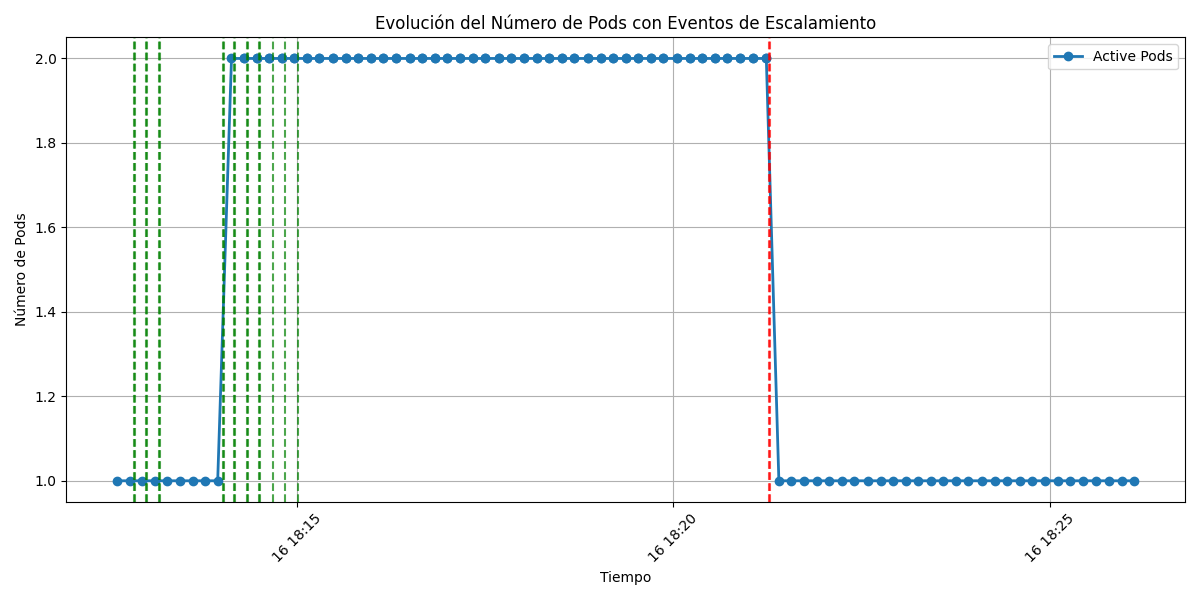 Evolución del Número de Pods con Eventos de Escalamiento
Active Pods
Número de Pods
2.0
1.8
1.6
1.4
1.2
1.0
16 18:15
16 18:20
16 18:25
Tiempo